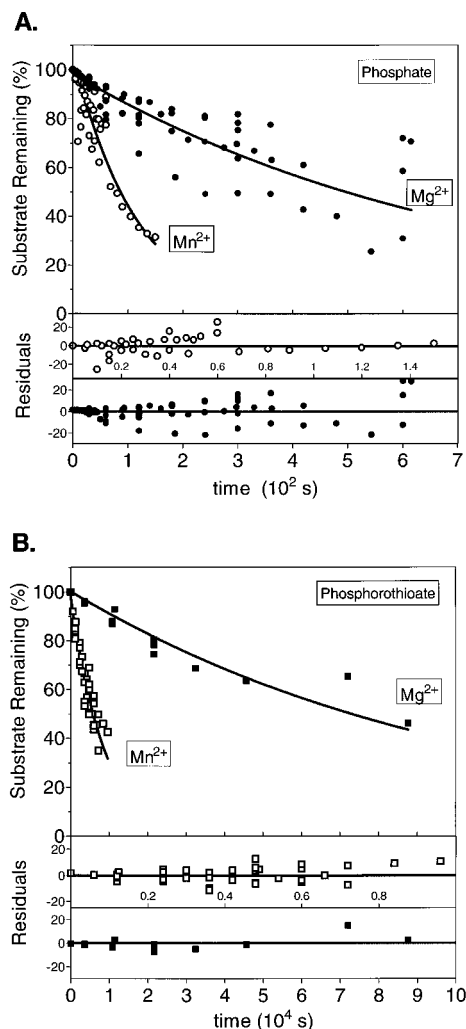 A.
100
80
60
40
20
0
Substrate Remaining (%)
Phosphate
Mg2+
Mn2+
20
0
-20
0.2 0.4 0.6 0.8 1 1.2 1.4
20
0
-20
Residuals
0 1 2 3 4 5 6 7
time (10² s)
B.
100
80
60
40
20
0
Substrate Remaining (%)
Phosphorothioate
Mg2+
Mn2+
20
0
-20
0.2 0.4 0.6 0.8
20
0
-20
Residuals
0 1 2 3 4 5 6 7 8 9 10
time (10⁴ s)